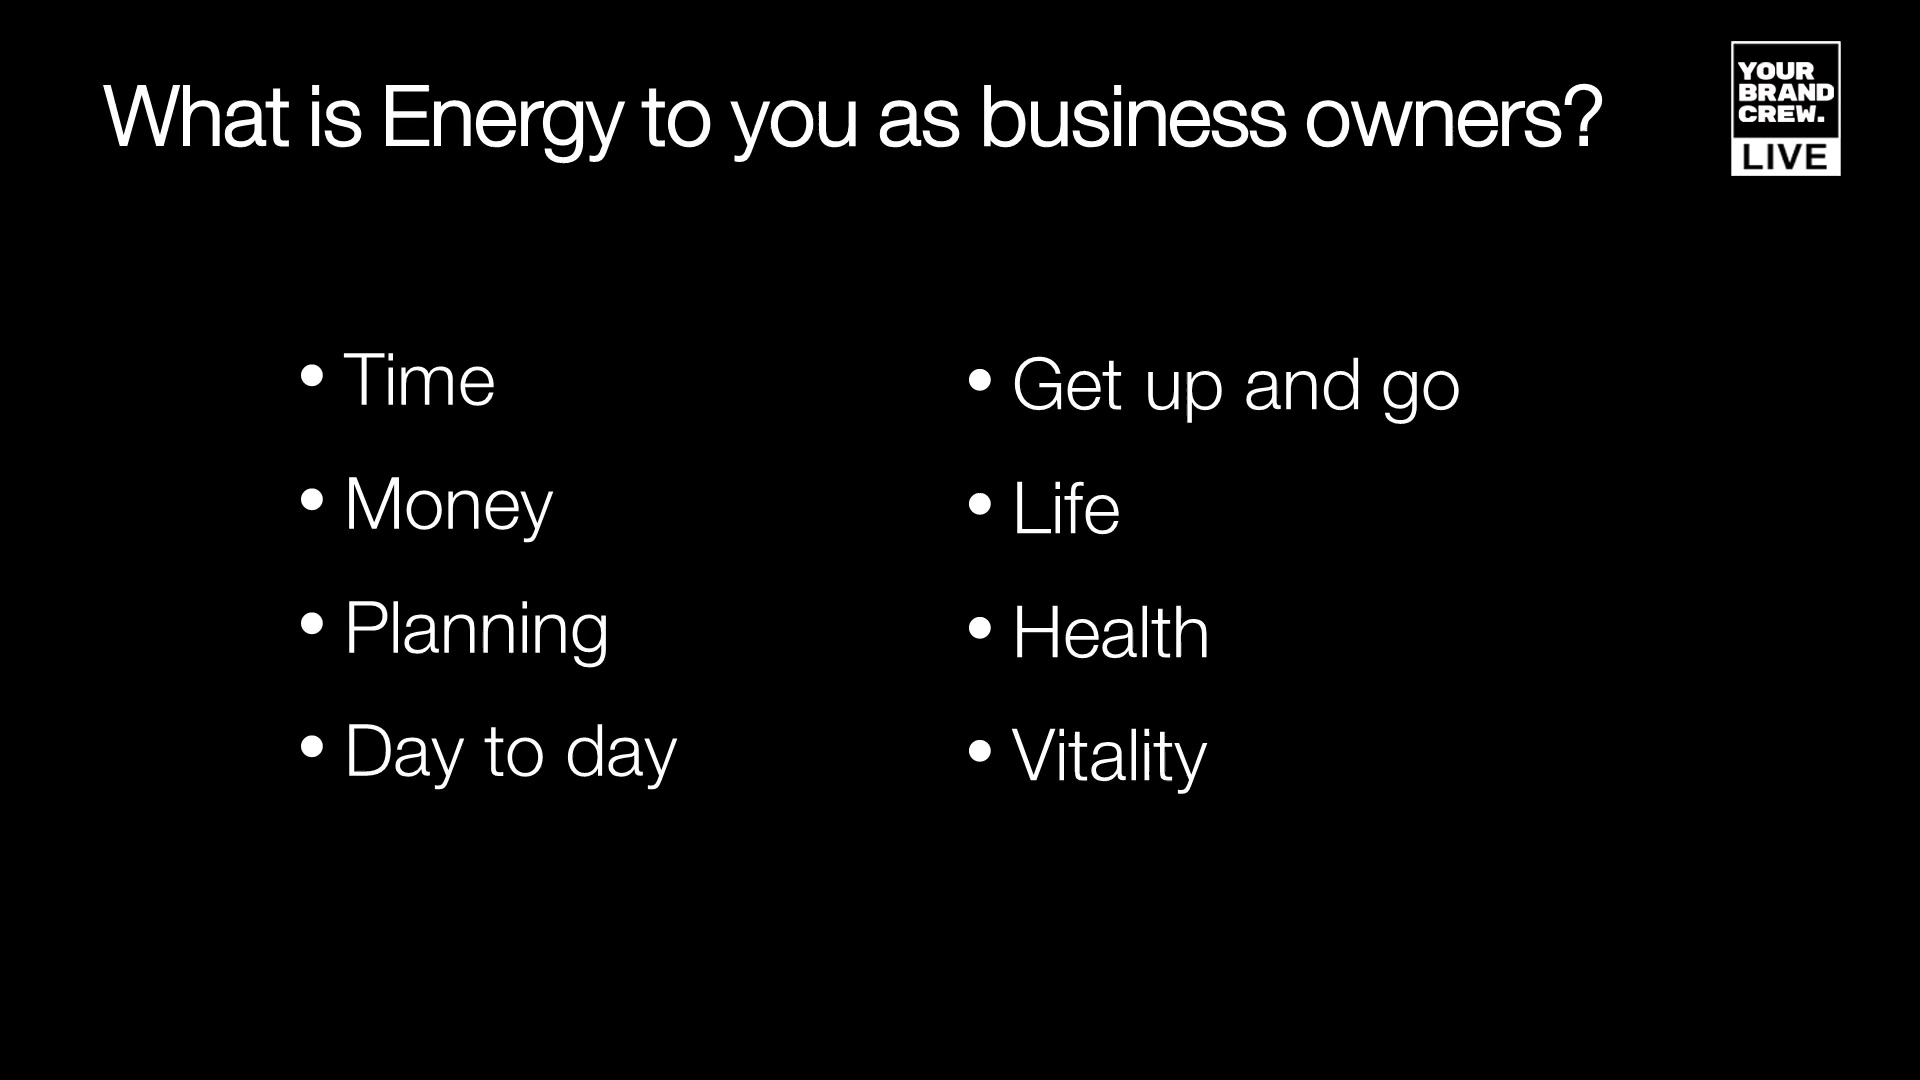 What is Energy to you as business owners?
YOUR
BRAND
CREW.
LIVE
• Time
• Money
• Planning
• Day to day
• Get up and go
• Life
• Health
• Vitality